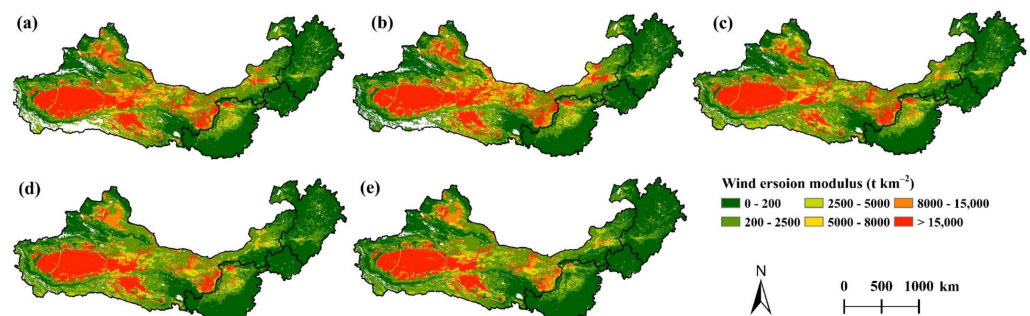 (a)
(b)
(c)
(d)
(e)
Wind ersoion modulus (t km⁻²)
0 - 200
2500 - 5000
8000 - 15,000
200 - 2500
5000 - 8000
> 15,000
N
0 500 1000 km